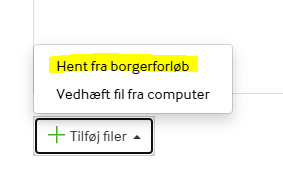 Hent fra borgerforløb
Vedhæft fil fra computer
Tilføj filer